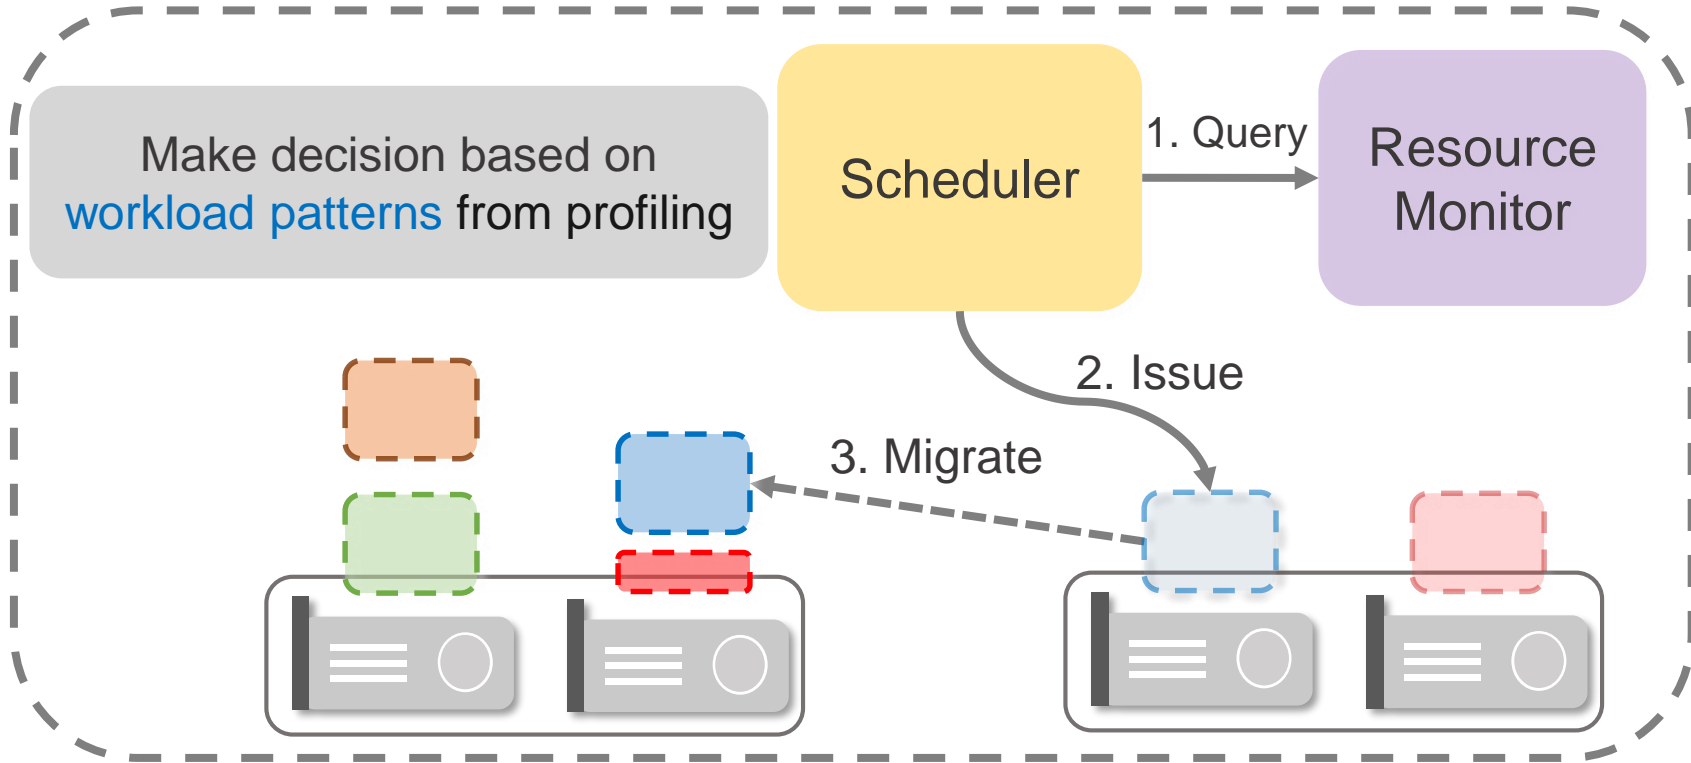 Make decision based on
workload patterns from profiling
Scheduler
1. Query
Resource
Monitor
2. Issue
3. Migrate